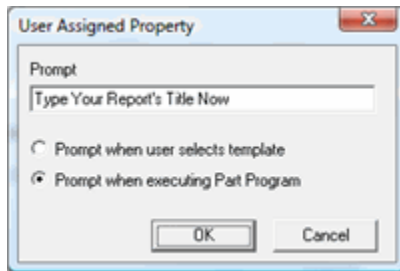 User Assigned Property
Prompt
Type Your Report's Title Now
Prompt when user selects template
Prompt when executing Part Program
OK Cancel